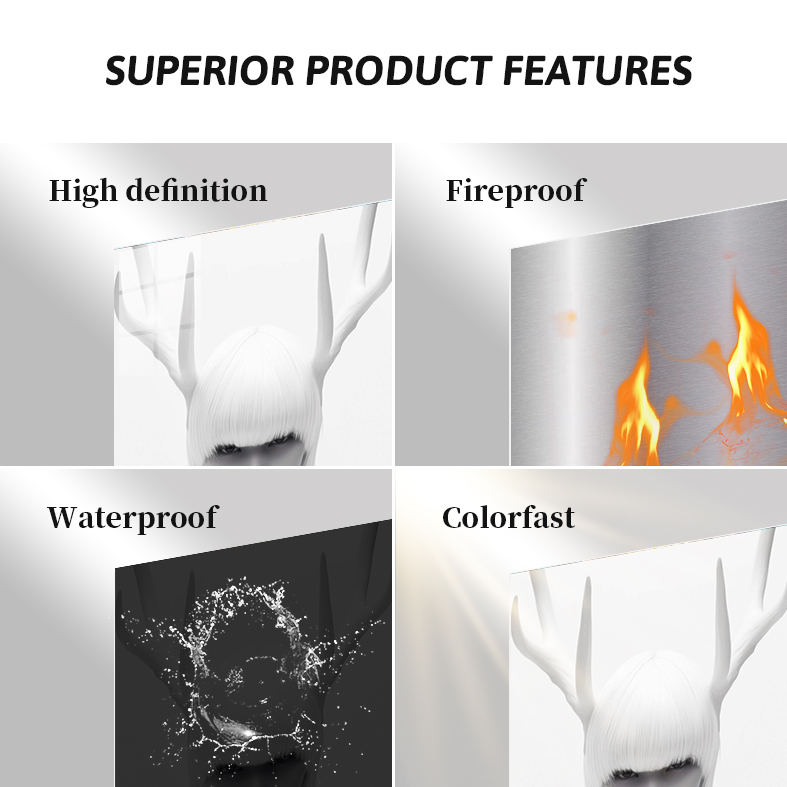 SUPERIOR PRODUCT FEATURES
High definition
Fireproof
Waterproof
Colorfast